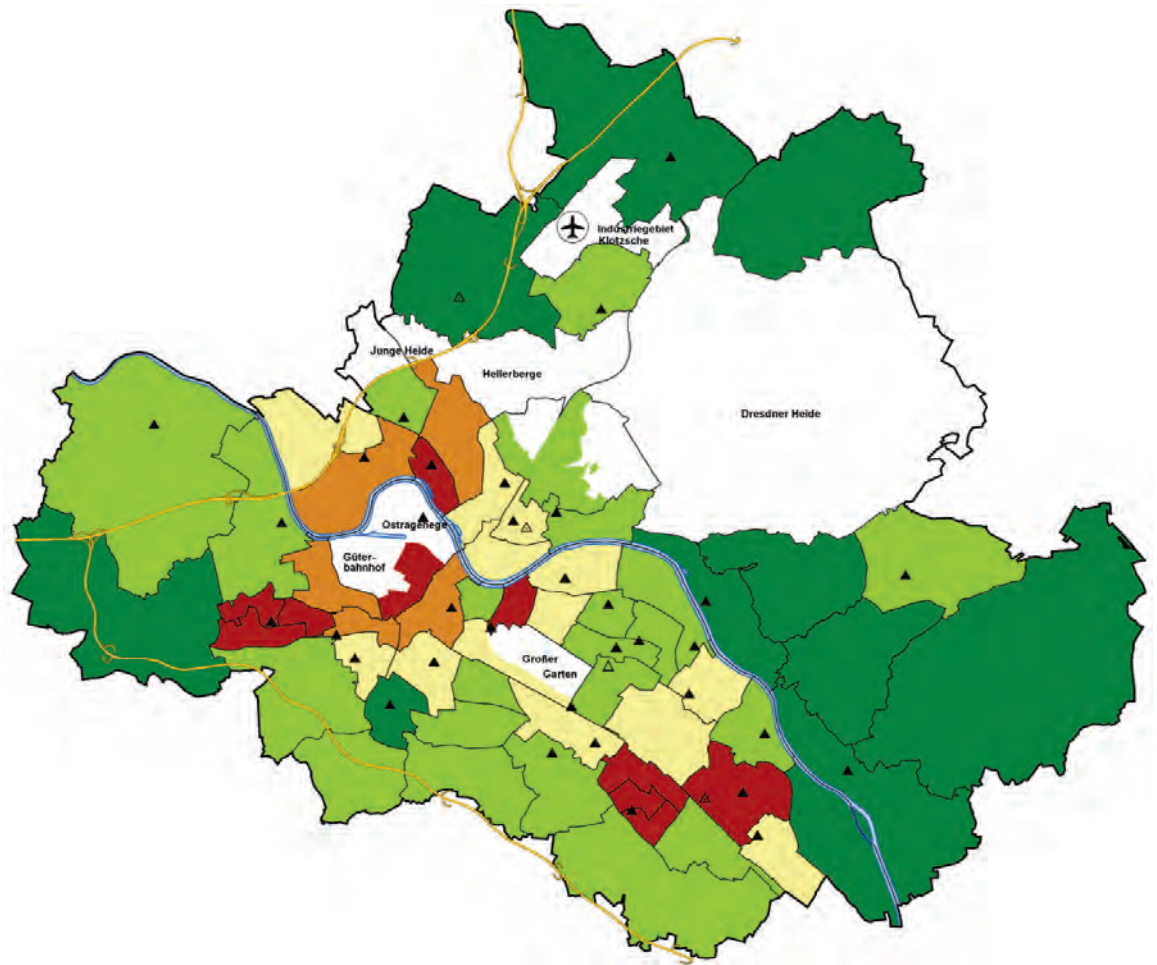 Industriegebiet
Klotzsche
Junge Heide
Hellerberge
Dresdner Heide
Ostragehege
Güter-
bahnhof
Großer
Garten